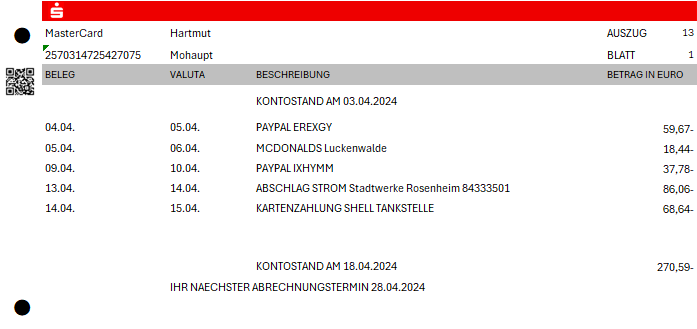 MasterCard Hartmut AUSZUG 13
2570314725427075 Mohaupt BLATT 1
BELEG VALUTA BESCHREIBUNG BETRAG IN EURO
KONTOSTAND AM 03.04.2024
04.04. 05.04. PAYPAL EREXGY 59,67-
05.04. 06.04. MCDONALDS Luckenwalde 18,44-
09.04. 10.04. PAYPAL IXHYMM 37,78-
13.04. 14.04. ABSCHLAG STROM Stadtwerke Rosenheim 84333501 86,06-
14.04. 15.04. KARTENZAHLUNG SHELL TANKSTELLE 68,64-
KONTOSTAND AM 18.04.2024 270,59-
IHR NAECHSTER ABRECHNUNGSTERMIN 28.04.2024